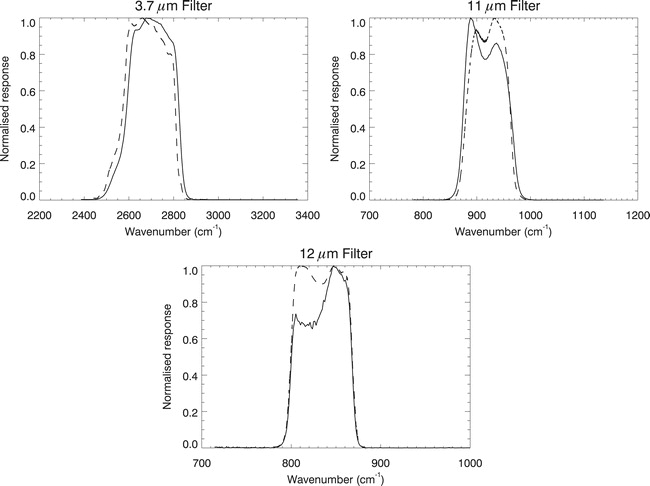 3.7 μm Filter
Normalised response
1.0
0.8
0.6
0.4
0.2
0.0
2200 2400 2600 2800 3000 3200 3400
Wavenumber (cm⁻¹)
11 μm Filter
Normalised response
1.0
0.8
0.6
0.4
0.2
0.0
700 800 900 1000 1100 1200
Wavenumber (cm⁻¹)
12 μm Filter
Normalised response
1.0
0.8
0.6
0.4
0.2
0.0
700 800 900 1000
Wavenumber (cm⁻¹)